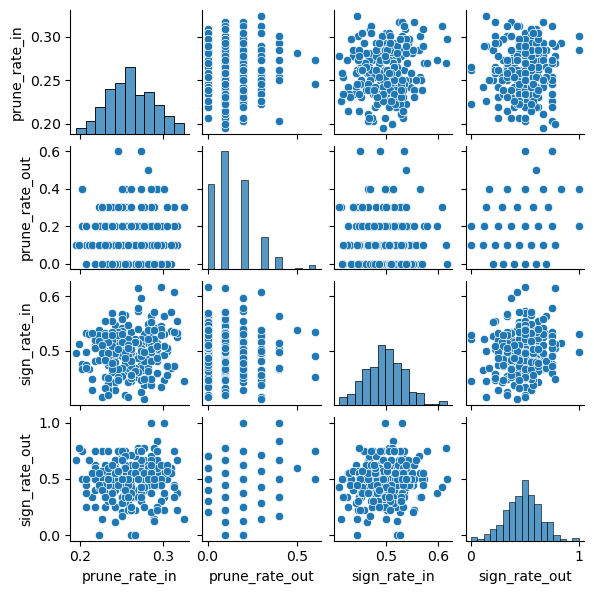 prune_rate_in
0.30
0.25
0.20
prune_rate_out
0.6
0.4
0.2
0.0
sign_rate_in
0.6
0.5
sign_rate_out
1.0
0.5
0.0
0.2 0.3 0.0 0.5 0.5 0.6 0 1
prune_rate_in prune_rate_out sign_rate_in sign_rate_out